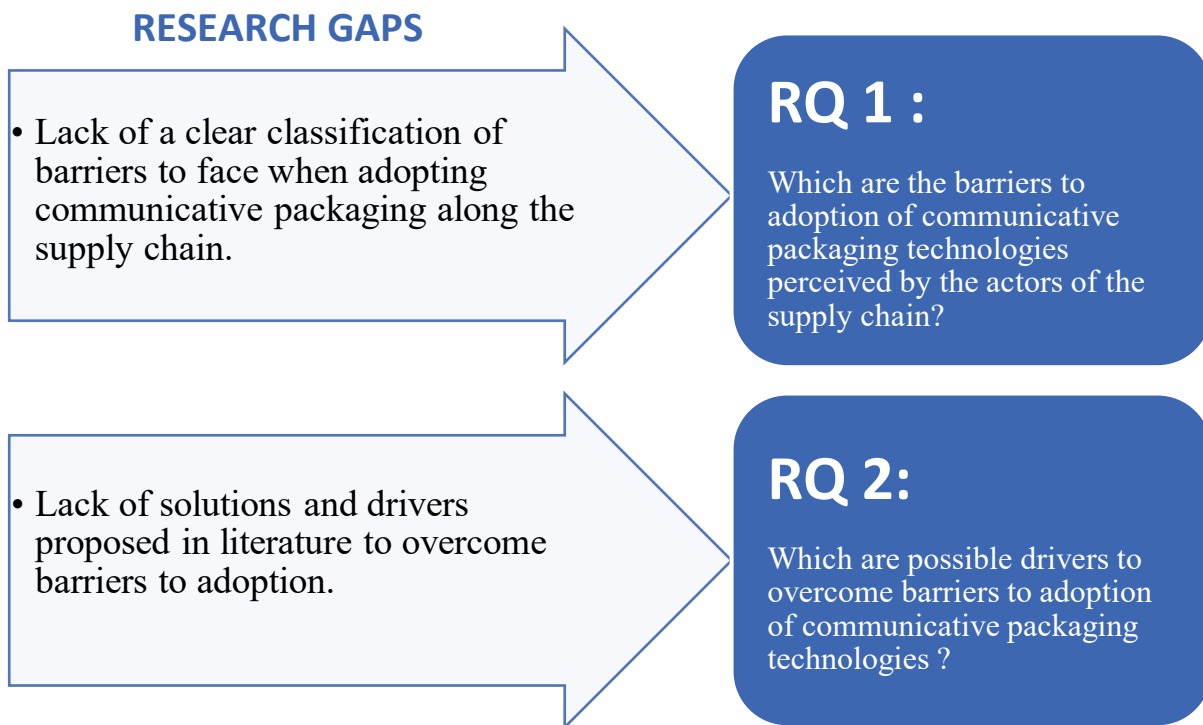 RESEARCH GAPS
• Lack of a clear classification of
barriers to face when adopting
communicative packaging along the
supply chain.
RQ 1 :
Which are the barriers to
adoption of communicative
packaging technologies
perceived by the actors of the
supply chain?
• Lack of solutions and drivers
proposed in literature to overcome
barriers to adoption.
RQ 2:
Which are possible drivers to
overcome barriers to adoption
of communicative packaging
technologies ?